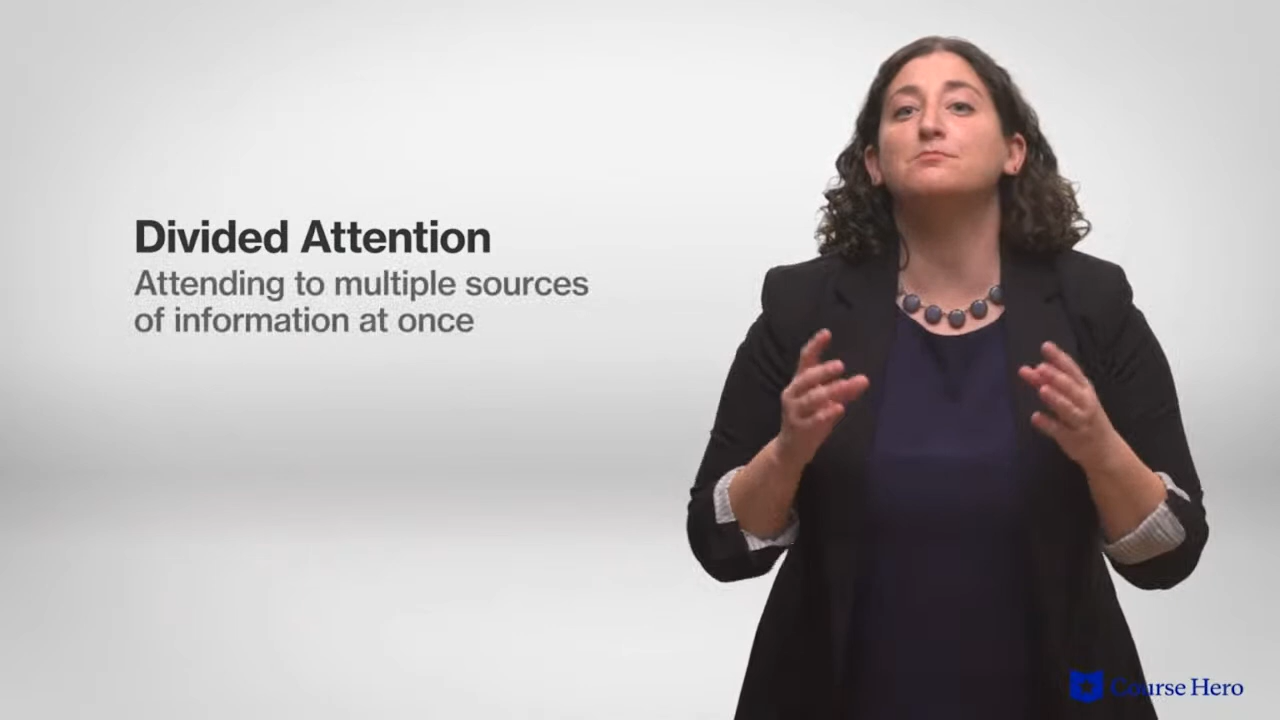 Divided Attention
Attending to multiple sources
of information at once
Course Hero